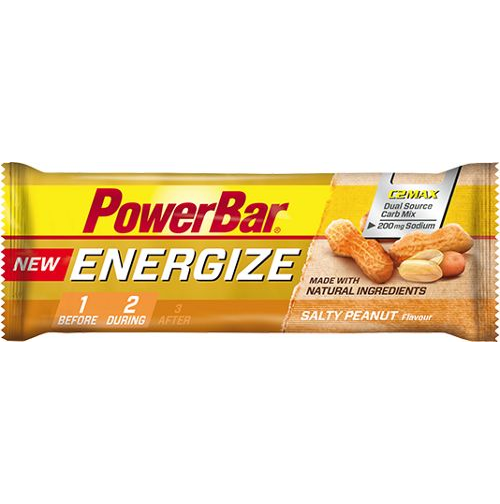 PowerBar®
NEW
ENERGIZE
1
BEFORE
2
DURING
3
AFTER
C2MAX
Dual Source
Carb Mix
200mg Sodium
MADE WITH
NATURAL INGREDIENTS
SALTY PEANUT Flavour